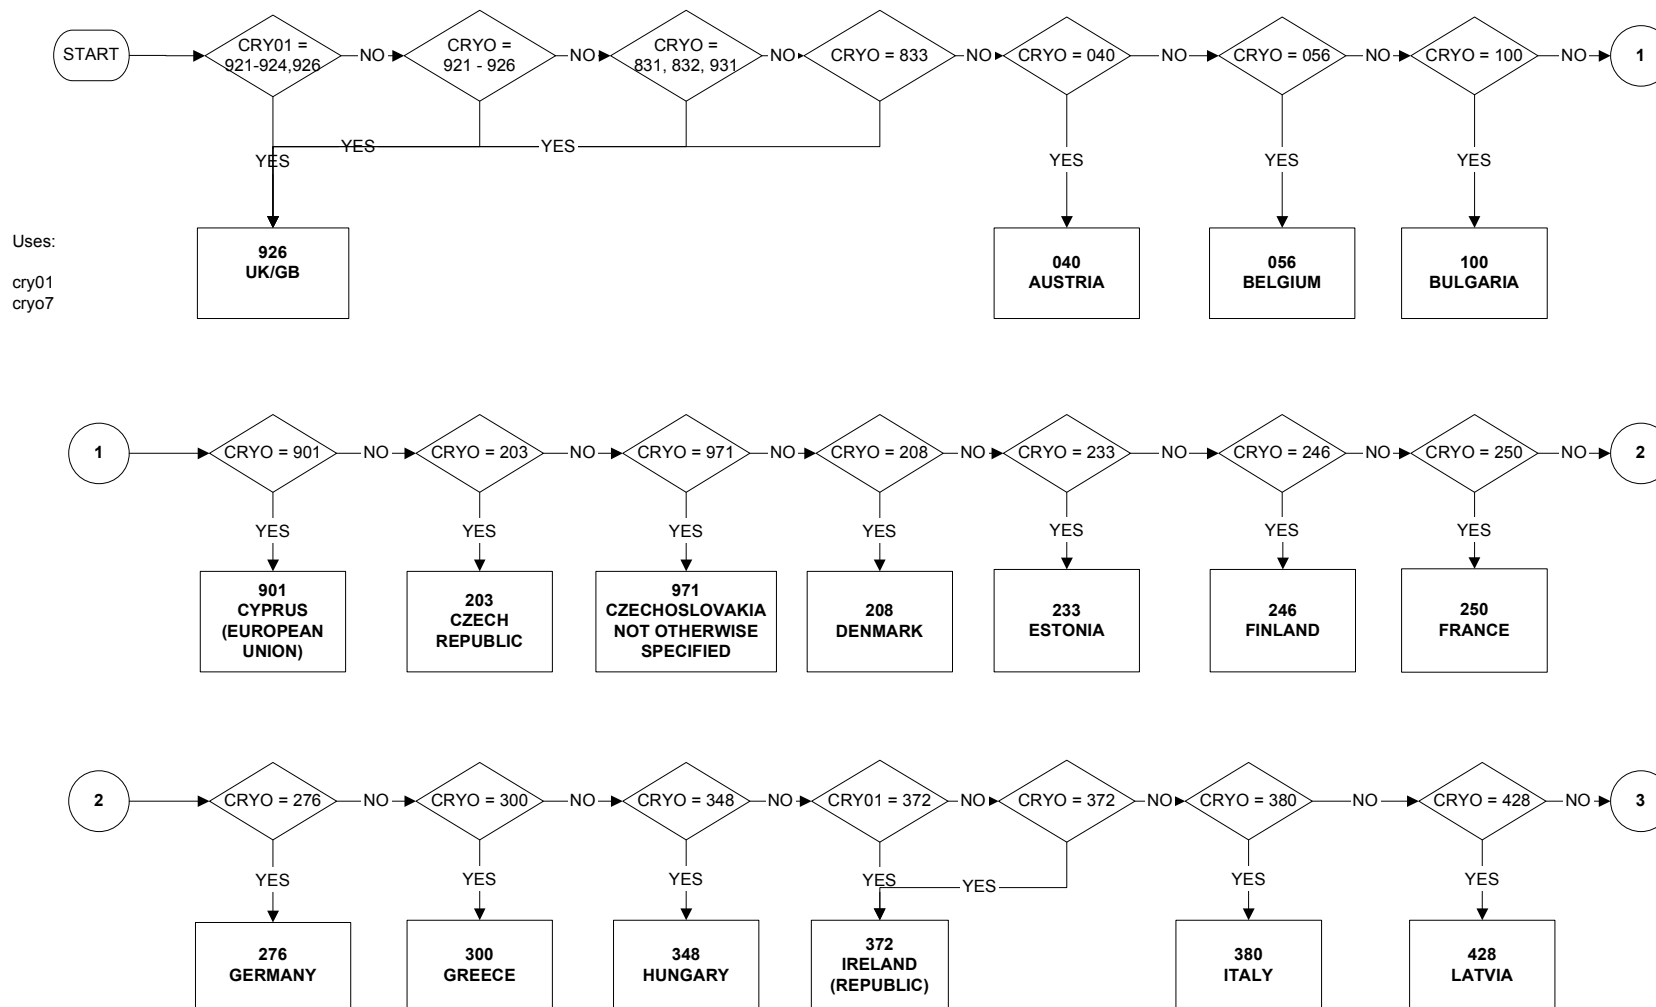 START
CRY01 =
921-924,926
NO
CRYO =
921 - 926
NO
CRYO =
831, 832, 931
NO
CRYO = 833
NO
CRYO = 040
NO
CRYO = 056
NO
CRYO = 100
NO
1
YES
YES
YES
YES
YES
YES
Uses:
cry01
cryo7
926
UK/GB
040
AUSTRIA
056
BELGIUM
100
BULGARIA
1
CRYO = 901
NO
CRYO = 203
NO
CRYO = 971
NO
CRYO = 208
NO
CRYO = 233
NO
CRYO = 246
NO
CRYO = 250
NO
2
YES
YES
YES
YES
YES
YES
YES
901
CYPRUS
(EUROPEAN
UNION)
203
CZECH
REPUBLIC
971
CZECHOSLOVAKIA
NOT OTHERWISE
SPECIFIED
208
DENMARK
233
ESTONIA
246
FINLAND
250
FRANCE
2
CRYO = 276
NO
CRYO = 300
NO
CRYO = 348
NO
CRY01 = 372
NO
CRYO = 372
NO
CRYO = 380
NO
CRYO = 428
NO
3
YES
YES
YES
YES
YES
YES
YES
276
GERMANY
300
GREECE
348
HUNGARY
372
IRELAND
(REPUBLIC)
380
ITALY
428
LATVIA